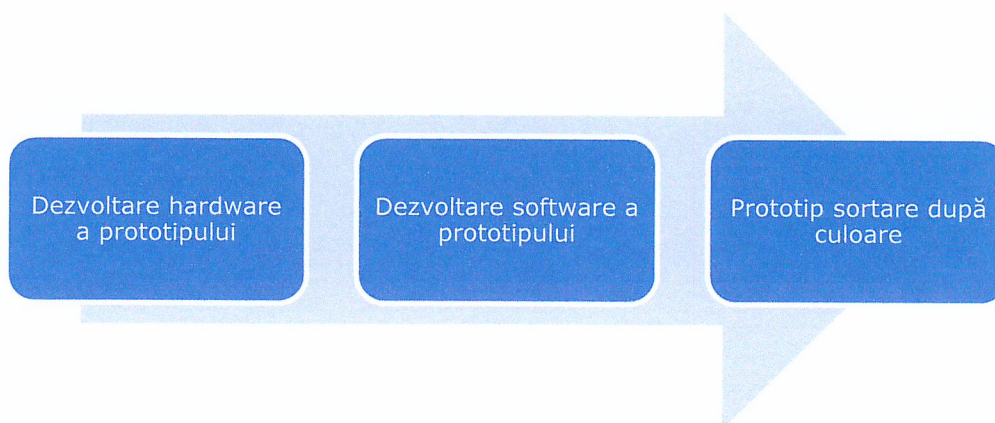 Dezvoltare hardware
a prototipului
Dezvoltare software a
prototipului
Prototip sortare după
culoare